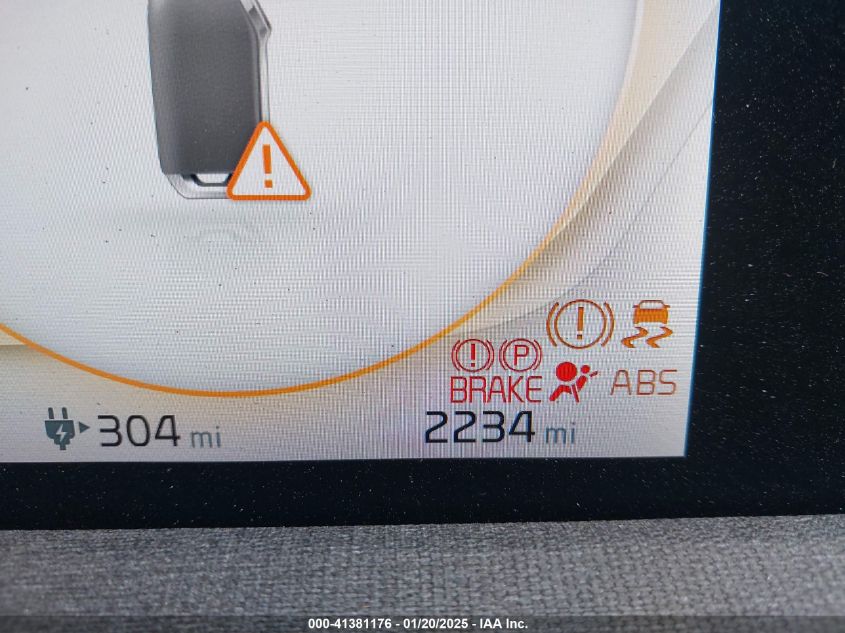 !
!
! P
BRAKE ABS
304 mi 2234 mi
000-41381176 - 01/20/2025 - IAA Inc.